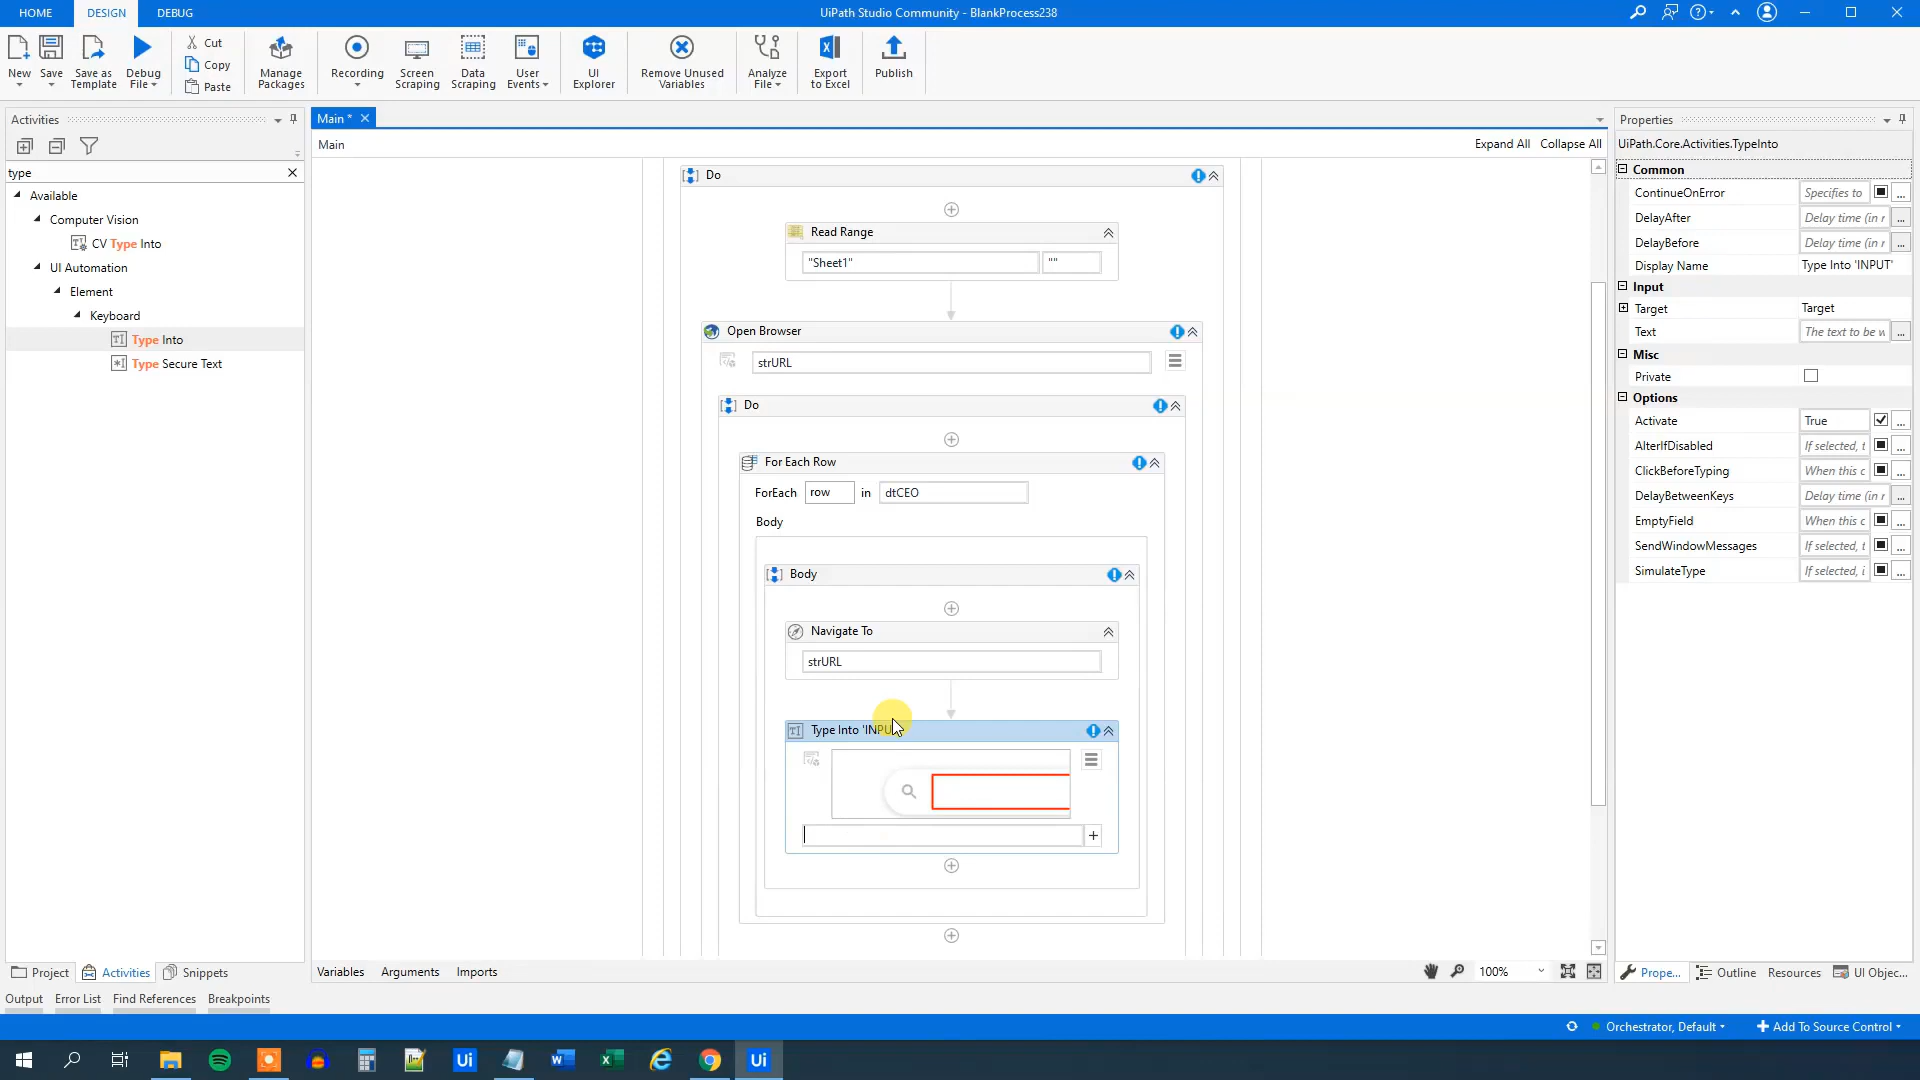 HOME DESIGN DEBUG
UiPath Studio Community - BlankProcess238
New Save Save as Template Debug File
Cut
Copy
Paste
Manage Packages
Recording Screen Scraping Data Scraping User Events
UI Explorer
Remove Unused Variables
Analyze File
Export to Excel
Publish
Activities
type
Available
Computer Vision
CV Type Into
UI Automation
Element
Keyboard
Type Into
Type Secure Text
Main *
Main
Expand All Collapse All
Do
Read Range
"Sheet1" ""
Open Browser
strURL
Do
For Each Row
ForEach row in dtCEO
Body
Body
Navigate To
strURL
Type Into 'INPU
Properties
UiPath.Core.Activities.TypeInto
Common
ContinueOnError Specifies to
DelayAfter Delay time (in r
DelayBefore Delay time (in r
Display Name Type Into 'INPUT'
Input
Target Target
Text The text to be w
Misc
Private
Options
Activate True
AlterIfDisabled If selected, t
ClickBeforeTyping When this c
DelayBetweenKeys Delay time (in r
EmptyField When this c
SendWindowMessages If selected, t
SimulateType If selected, i
Project Activities Snippets
Variables Arguments Imports
100%
Prope... Outline Resources UI Objec...
Output Error List Find References Breakpoints
Orchestrator, Default
Add To Source Control
Ui
Ui